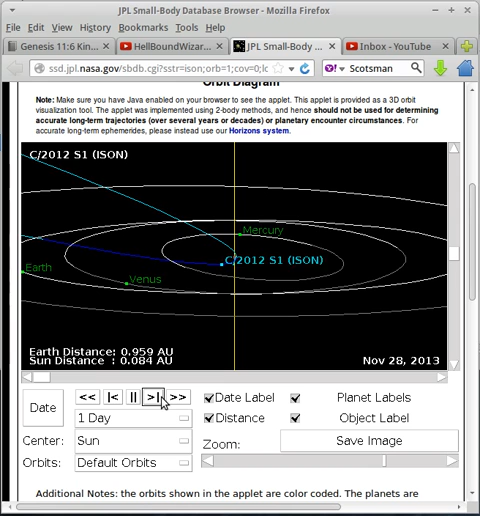 JPL Small-Body Database Browser - Mozilla Firefox
File Edit View History Bookmarks Tools Help
Genesis 11:6 Kin...
HellBoundWizar...
JPL Small-Body ...
Inbox - YouTube
ssd.jpl.nasa.gov/sbdb.cgi?sstr=ison;orb=1;cov=0;lc
Scotsman
Orbit Diagram
Note: Make sure you have Java enabled on your browser to see the applet. This applet is provided as a 3D orbit
visualization tool. The applet was implemented using 2-body methods, and hence should not be used for determining
accurate long-term trajectories (over several years or decades) or planetary encounter circumstances. For
accurate long-term ephemerides, please instead use our Horizons system.
C/2012 S1 (ISON)
Mercury
C/2012 S1 (ISON)
Earth
Venus
Earth Distance: 0.959 AU
Sun Distance : 0.084 AU
Nov 28, 2013
Date
<< |< || >| >>
Date Label
Planet Labels
1 Day
Distance
Object Label
Center: Sun
Zoom:
Save Image
Orbits: Default Orbits
Additional Notes: the orbits shown in the applet are color coded. The planets are